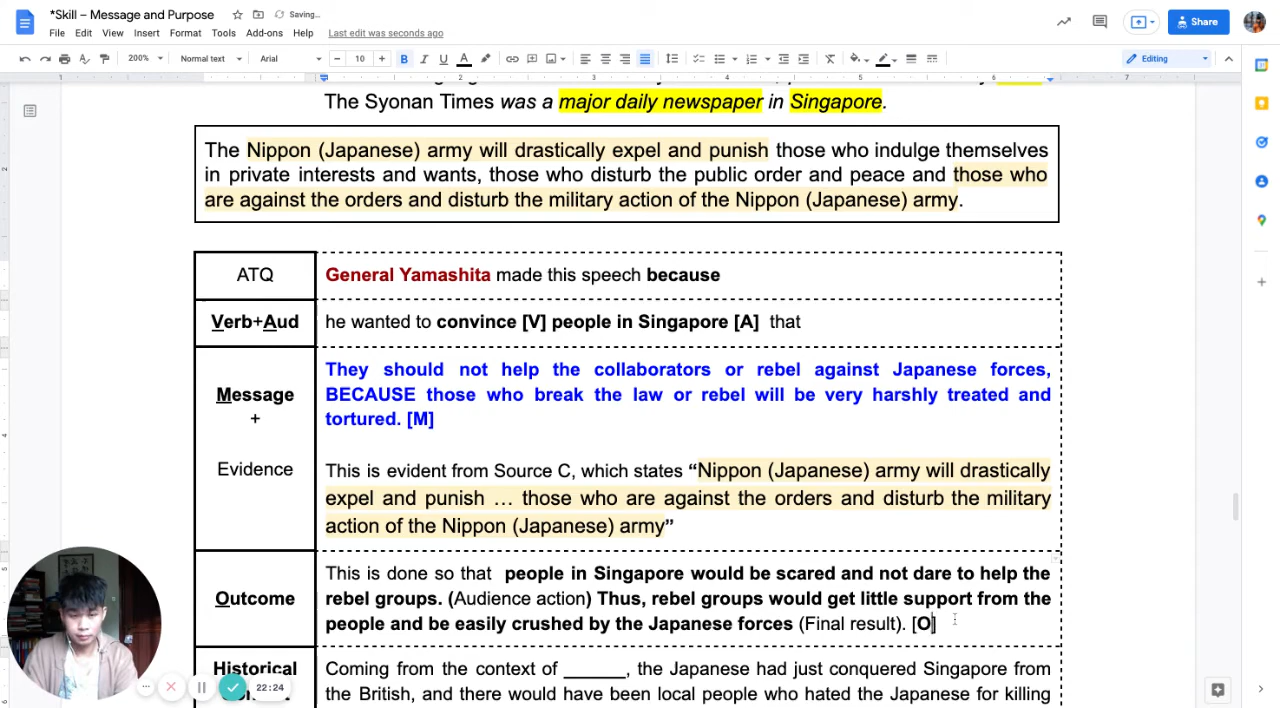 *Skill – Message and Purpose
Saving...
Share
File Edit View Insert Format Tools Add-ons Help Last edit was seconds ago
200% Normal text Arial 10 B I U A Editing
1 2 3 4 5 6 7
The Syonan Times was a major daily newspaper in Singapore.
The Nippon (Japanese) army will drastically expel and punish those who indulge themselves
in private interests and wants, those who disturb the public order and peace and those who
are against the orders and disturb the military action of the Nippon (Japanese) army.
ATQ
General Yamashita made this speech because
Verb+Aud
he wanted to convince [V] people in Singapore [A] that
Message
+
Evidence
They should not help the collaborators or rebel against Japanese forces,
BECAUSE those who break the law or rebel will be very harshly treated and
tortured. [M]
This is evident from Source C, which states “Nippon (Japanese) army will drastically
expel and punish … those who are against the orders and disturb the military
action of the Nippon (Japanese) army”
Outcome
This is done so that people in Singapore would be scared and not dare to help the
rebel groups. (Audience action) Thus, rebel groups would get little support from the
people and be easily crushed by the Japanese forces (Final result). [O]
Historical
Coming from the context of ______, the Japanese had just conquered Singapore from
the British, and there would have been local people who hated the Japanese for killing
22:24